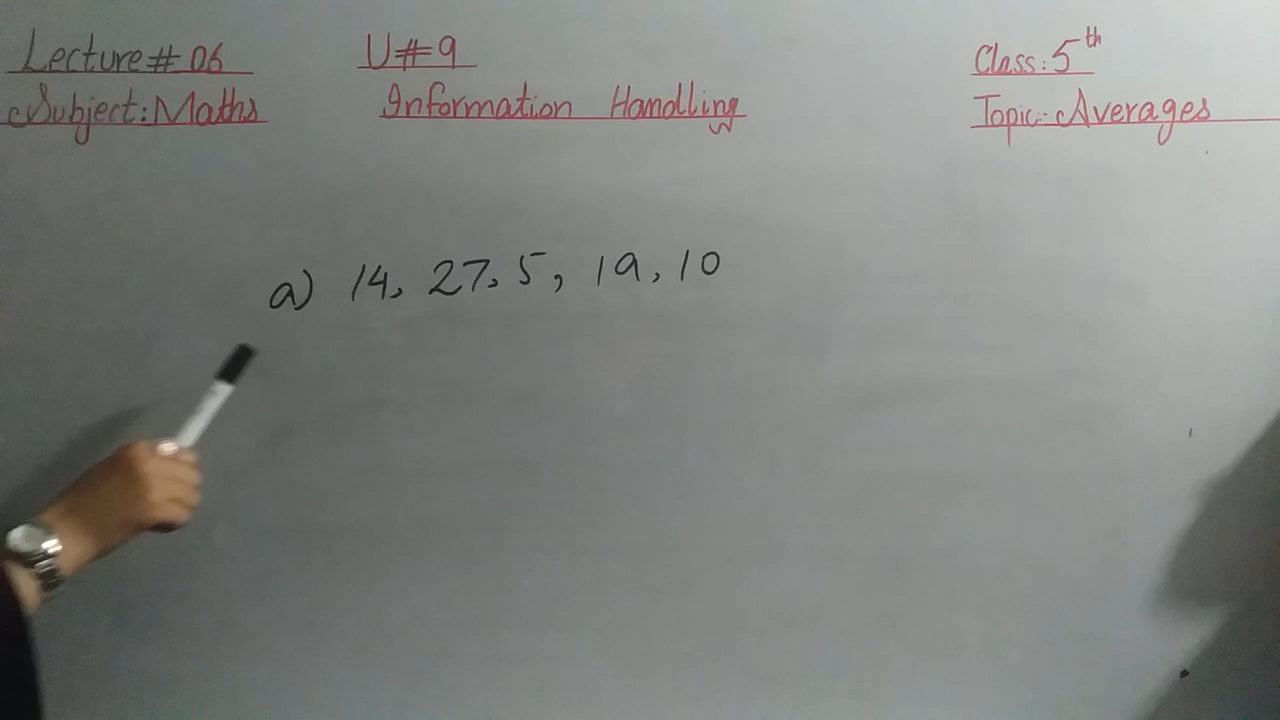 Lecture# 06
U#9
Class: 5th
Subject: Maths
Information Handling
Topic:- Averages
a) 14, 27, 5, 19, 10